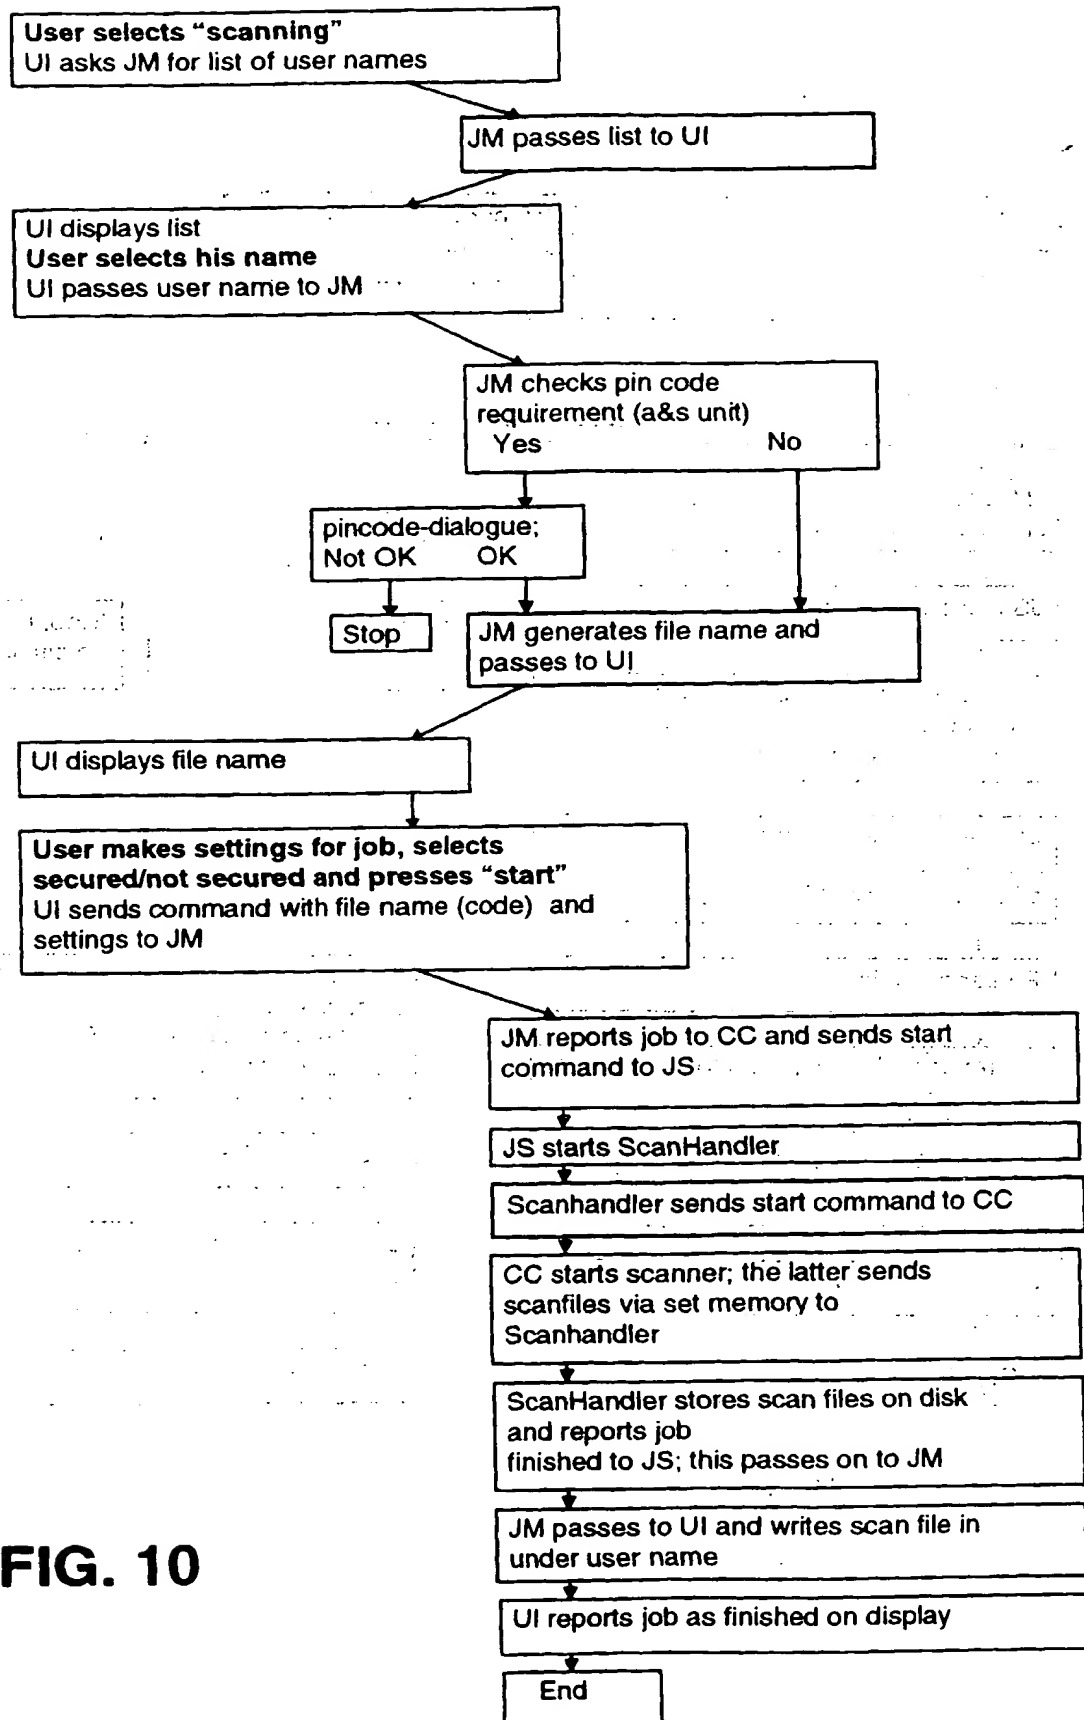 User selects “scanning”
UI asks JM for list of user names
JM passes list to UI
UI displays list
User selects his name
UI passes user name to JM
JM checks pin code
requirement (a&s unit)
Yes No
pincode-dialogue;
Not OK OK
Stop
JM generates file name and
passes to UI
UI displays file name
User makes settings for job, selects
secured/not secured and presses “start”
UI sends command with file name (code) and
settings to JM
JM reports job to CC and sends start
command to JS
JS starts ScanHandler
Scanhandler sends start command to CC
CC starts scanner; the latter sends
scanfiles via set memory to
Scanhandler
ScanHandler stores scan files on disk
and reports job
finished to JS; this passes on to JM
JM passes to UI and writes scan file in
under user name
UI reports job as finished on display
End
FIG. 10